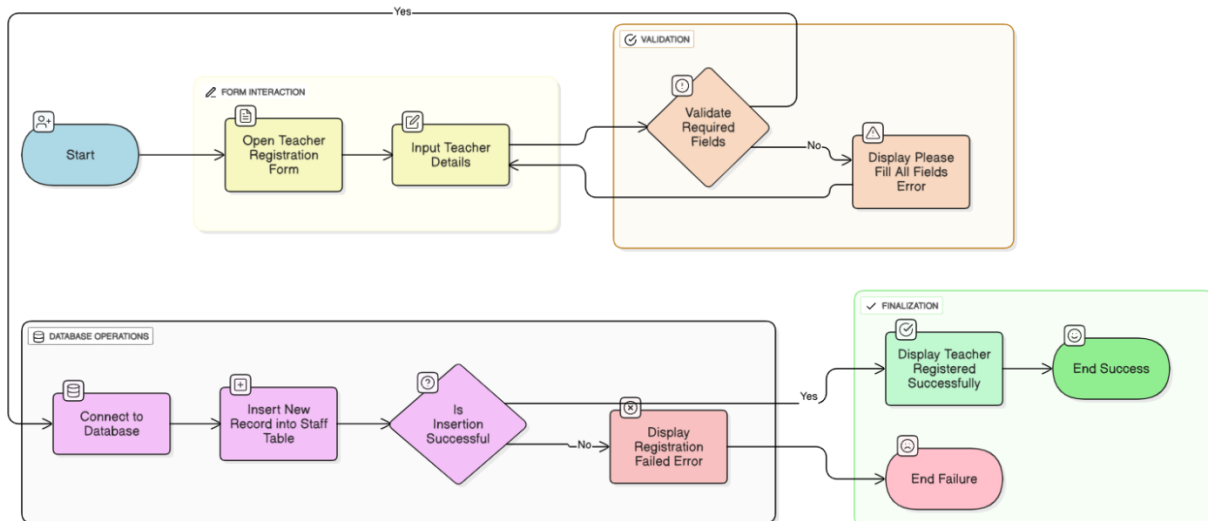 Yes
VALIDATION
FORM INTERACTION
Start
Open Teacher
Registration
Form
Input Teacher
Details
Validate
Required
Fields
No
Display Please
Fill All Fields
Error
DATABASE OPERATIONS
Connect to
Database
Insert New
Record into Staff
Table
Is
Insertion
Successful
No
Display
Registration
Failed Error
Yes
FINALIZATION
Display Teacher
Registered
Successfully
End Success
End Failure